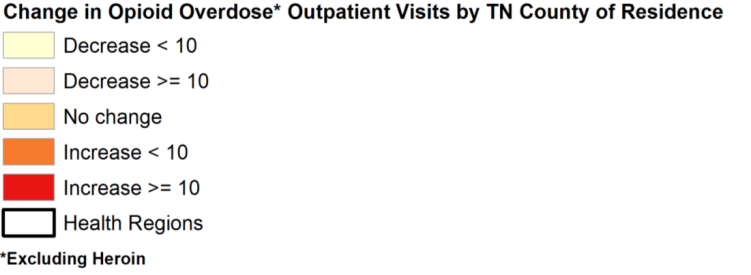 Change in Opioid Overdose* Outpatient Visits by TN County of Residence
Decrease < 10
Decrease >= 10
No change
Increase < 10
Increase >= 10
Health Regions
*Excluding Heroin